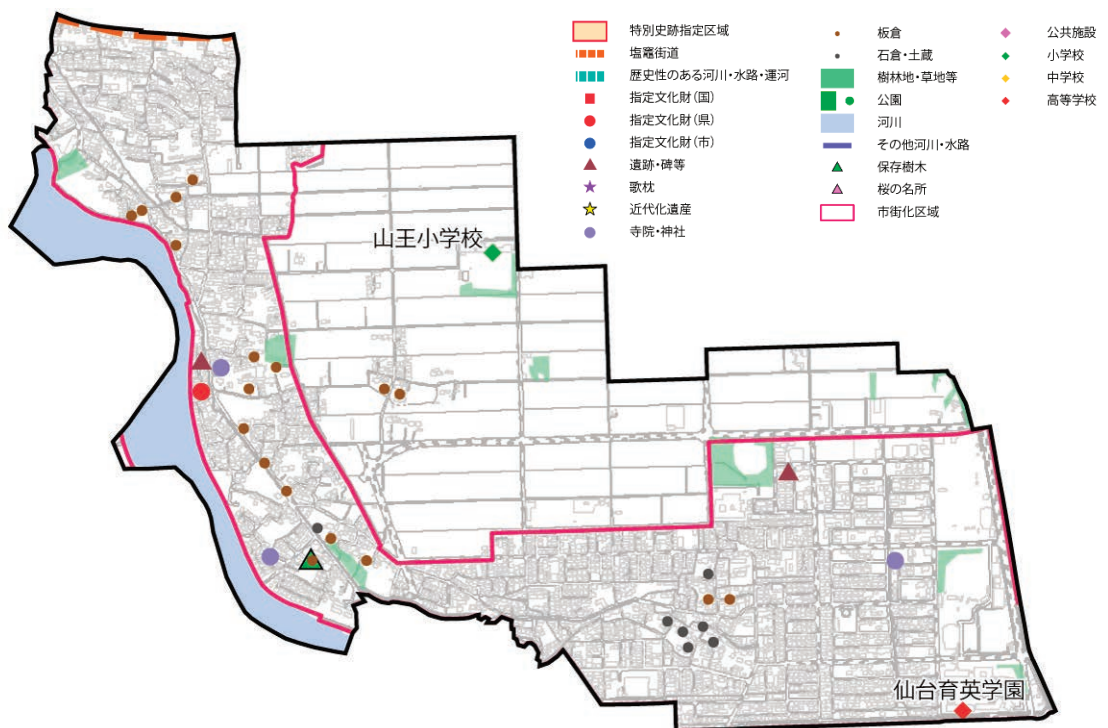 特別史跡指定区域
塩竈街道
歴史性のある河川・水路・運河
指定文化財(国)
指定文化財(県)
指定文化財(市)
遺跡・碑等
歌枕
近代化遺産
寺院・神社
板倉
石倉・土蔵
樹林地・草地等
公園
河川
その他河川・水路
保存樹木
桜の名所
市街化区域
公共施設
小学校
中学校
高等学校
山王小学校
仙台育英学園